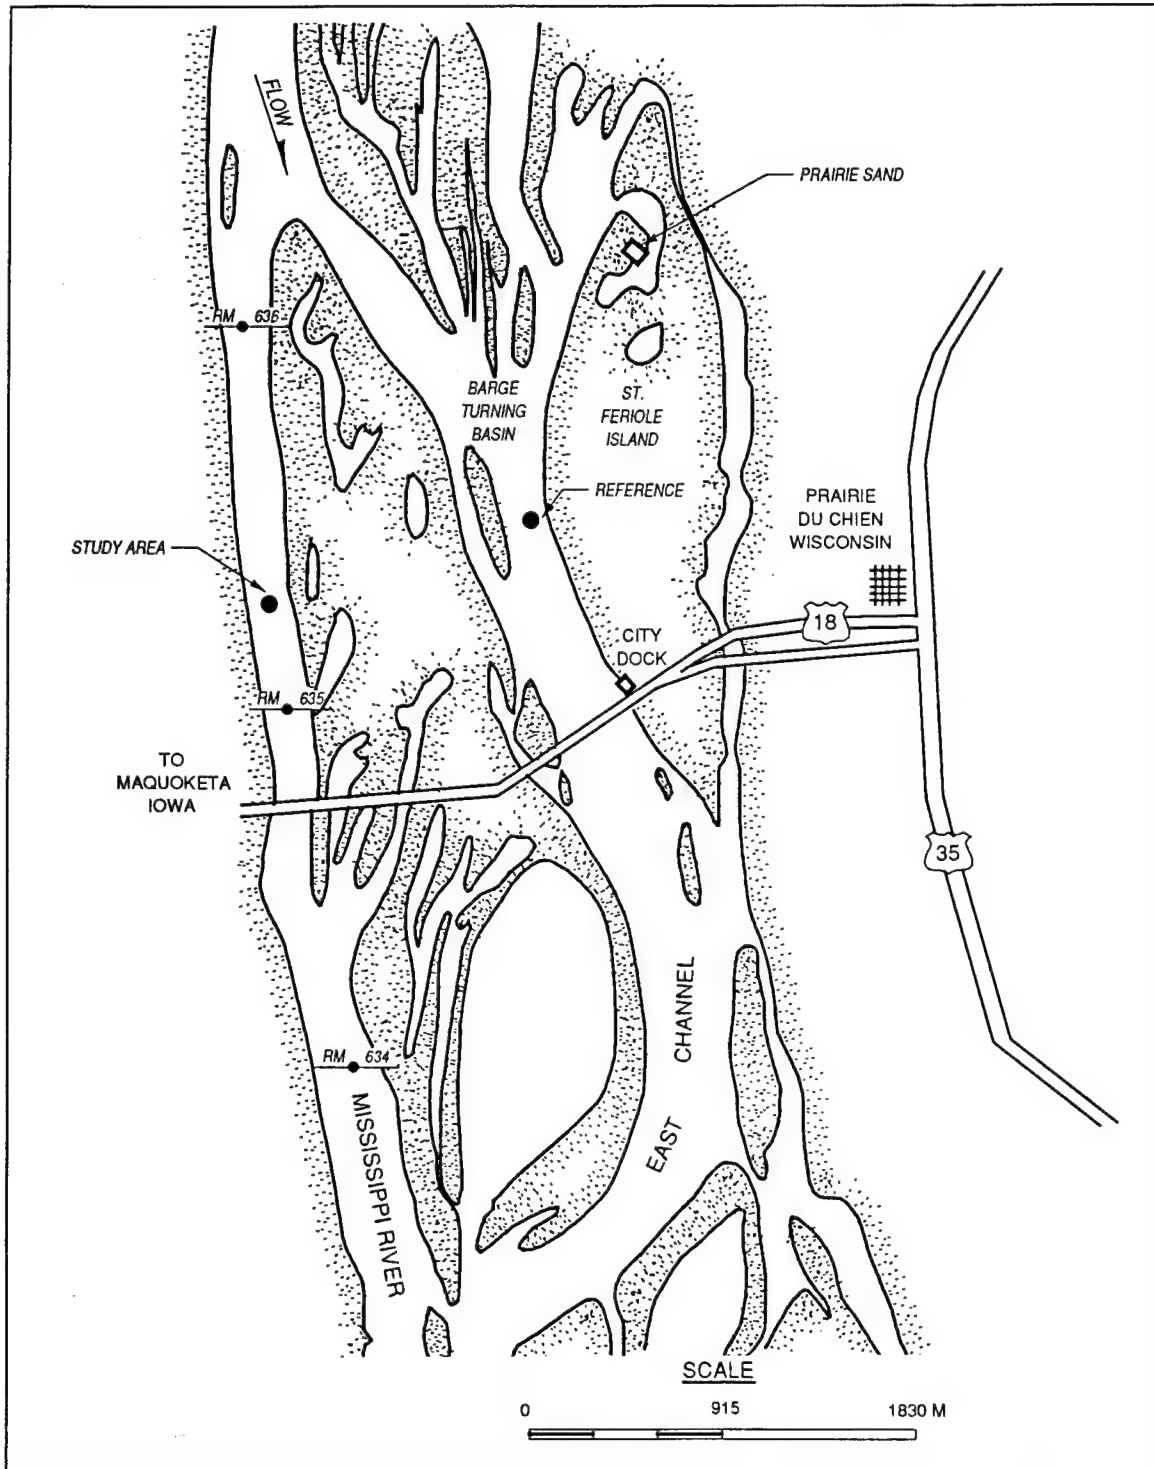 FLOW
PRAIRIE SAND
RM 636
BARGE
TURNING
BASIN
ST.
FERIOLE
ISLAND
REFERENCE
PRAIRIE
DU CHIEN
WISCONSIN
STUDY AREA
18
CITY
DOCK
RM 635
TO
MAQUOKETA
IOWA
35
EAST CHANNEL
RM 634
MISSISSIPPI RIVER
SCALE
0 915 1830 M